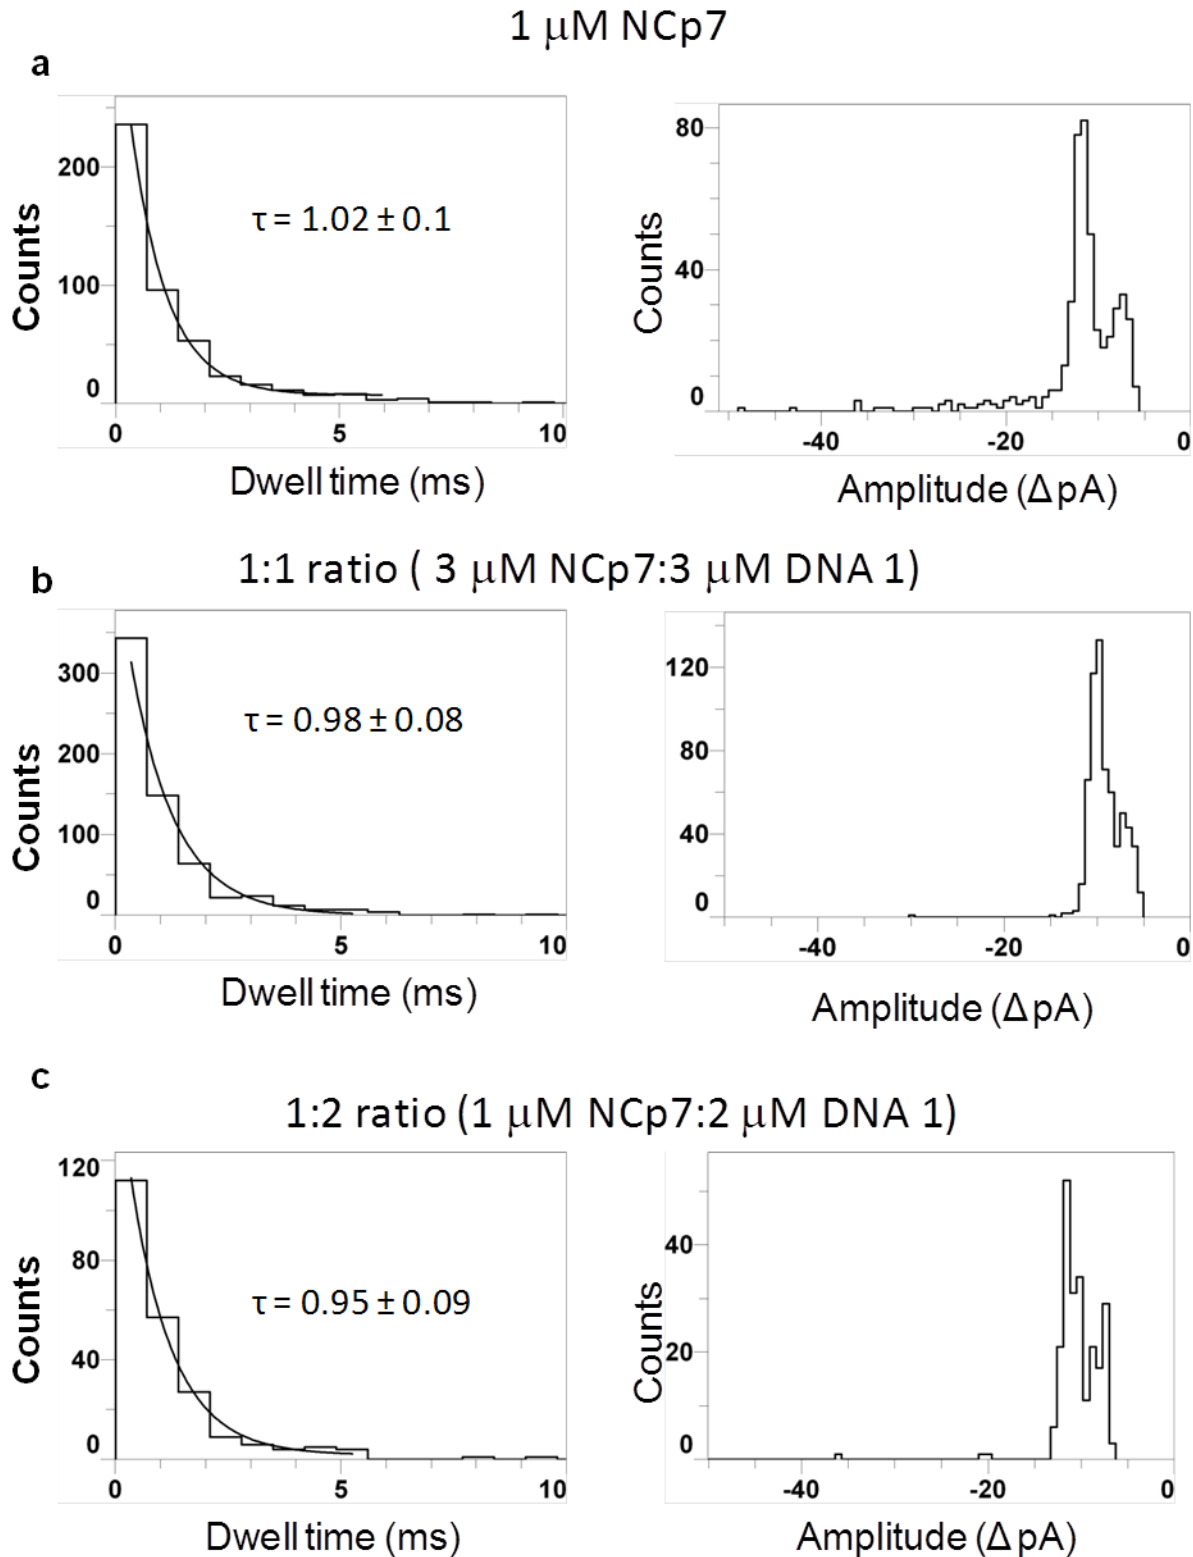 1 μM NCp7
a
200
100
0
Counts
τ = 1.02 ± 0.1
0 5 10
Dwell time (ms)
80
40
0
Counts
-40 -20 0
Amplitude (Δ pA)
b
1:1 ratio ( 3 μM NCp7:3 μM DNA 1)
300
200
100
0
Counts
τ = 0.98 ± 0.08
0 5 10
Dwell time (ms)
120
80
40
0
Counts
-40 -20 0
Amplitude (Δ pA)
c
1:2 ratio (1 μM NCp7:2 μM DNA 1)
120
80
40
0
Counts
τ = 0.95 ± 0.09
0 5 10
Dwell time (ms)
40
20
0
Counts
-40 -20 0
Amplitude (Δ pA)